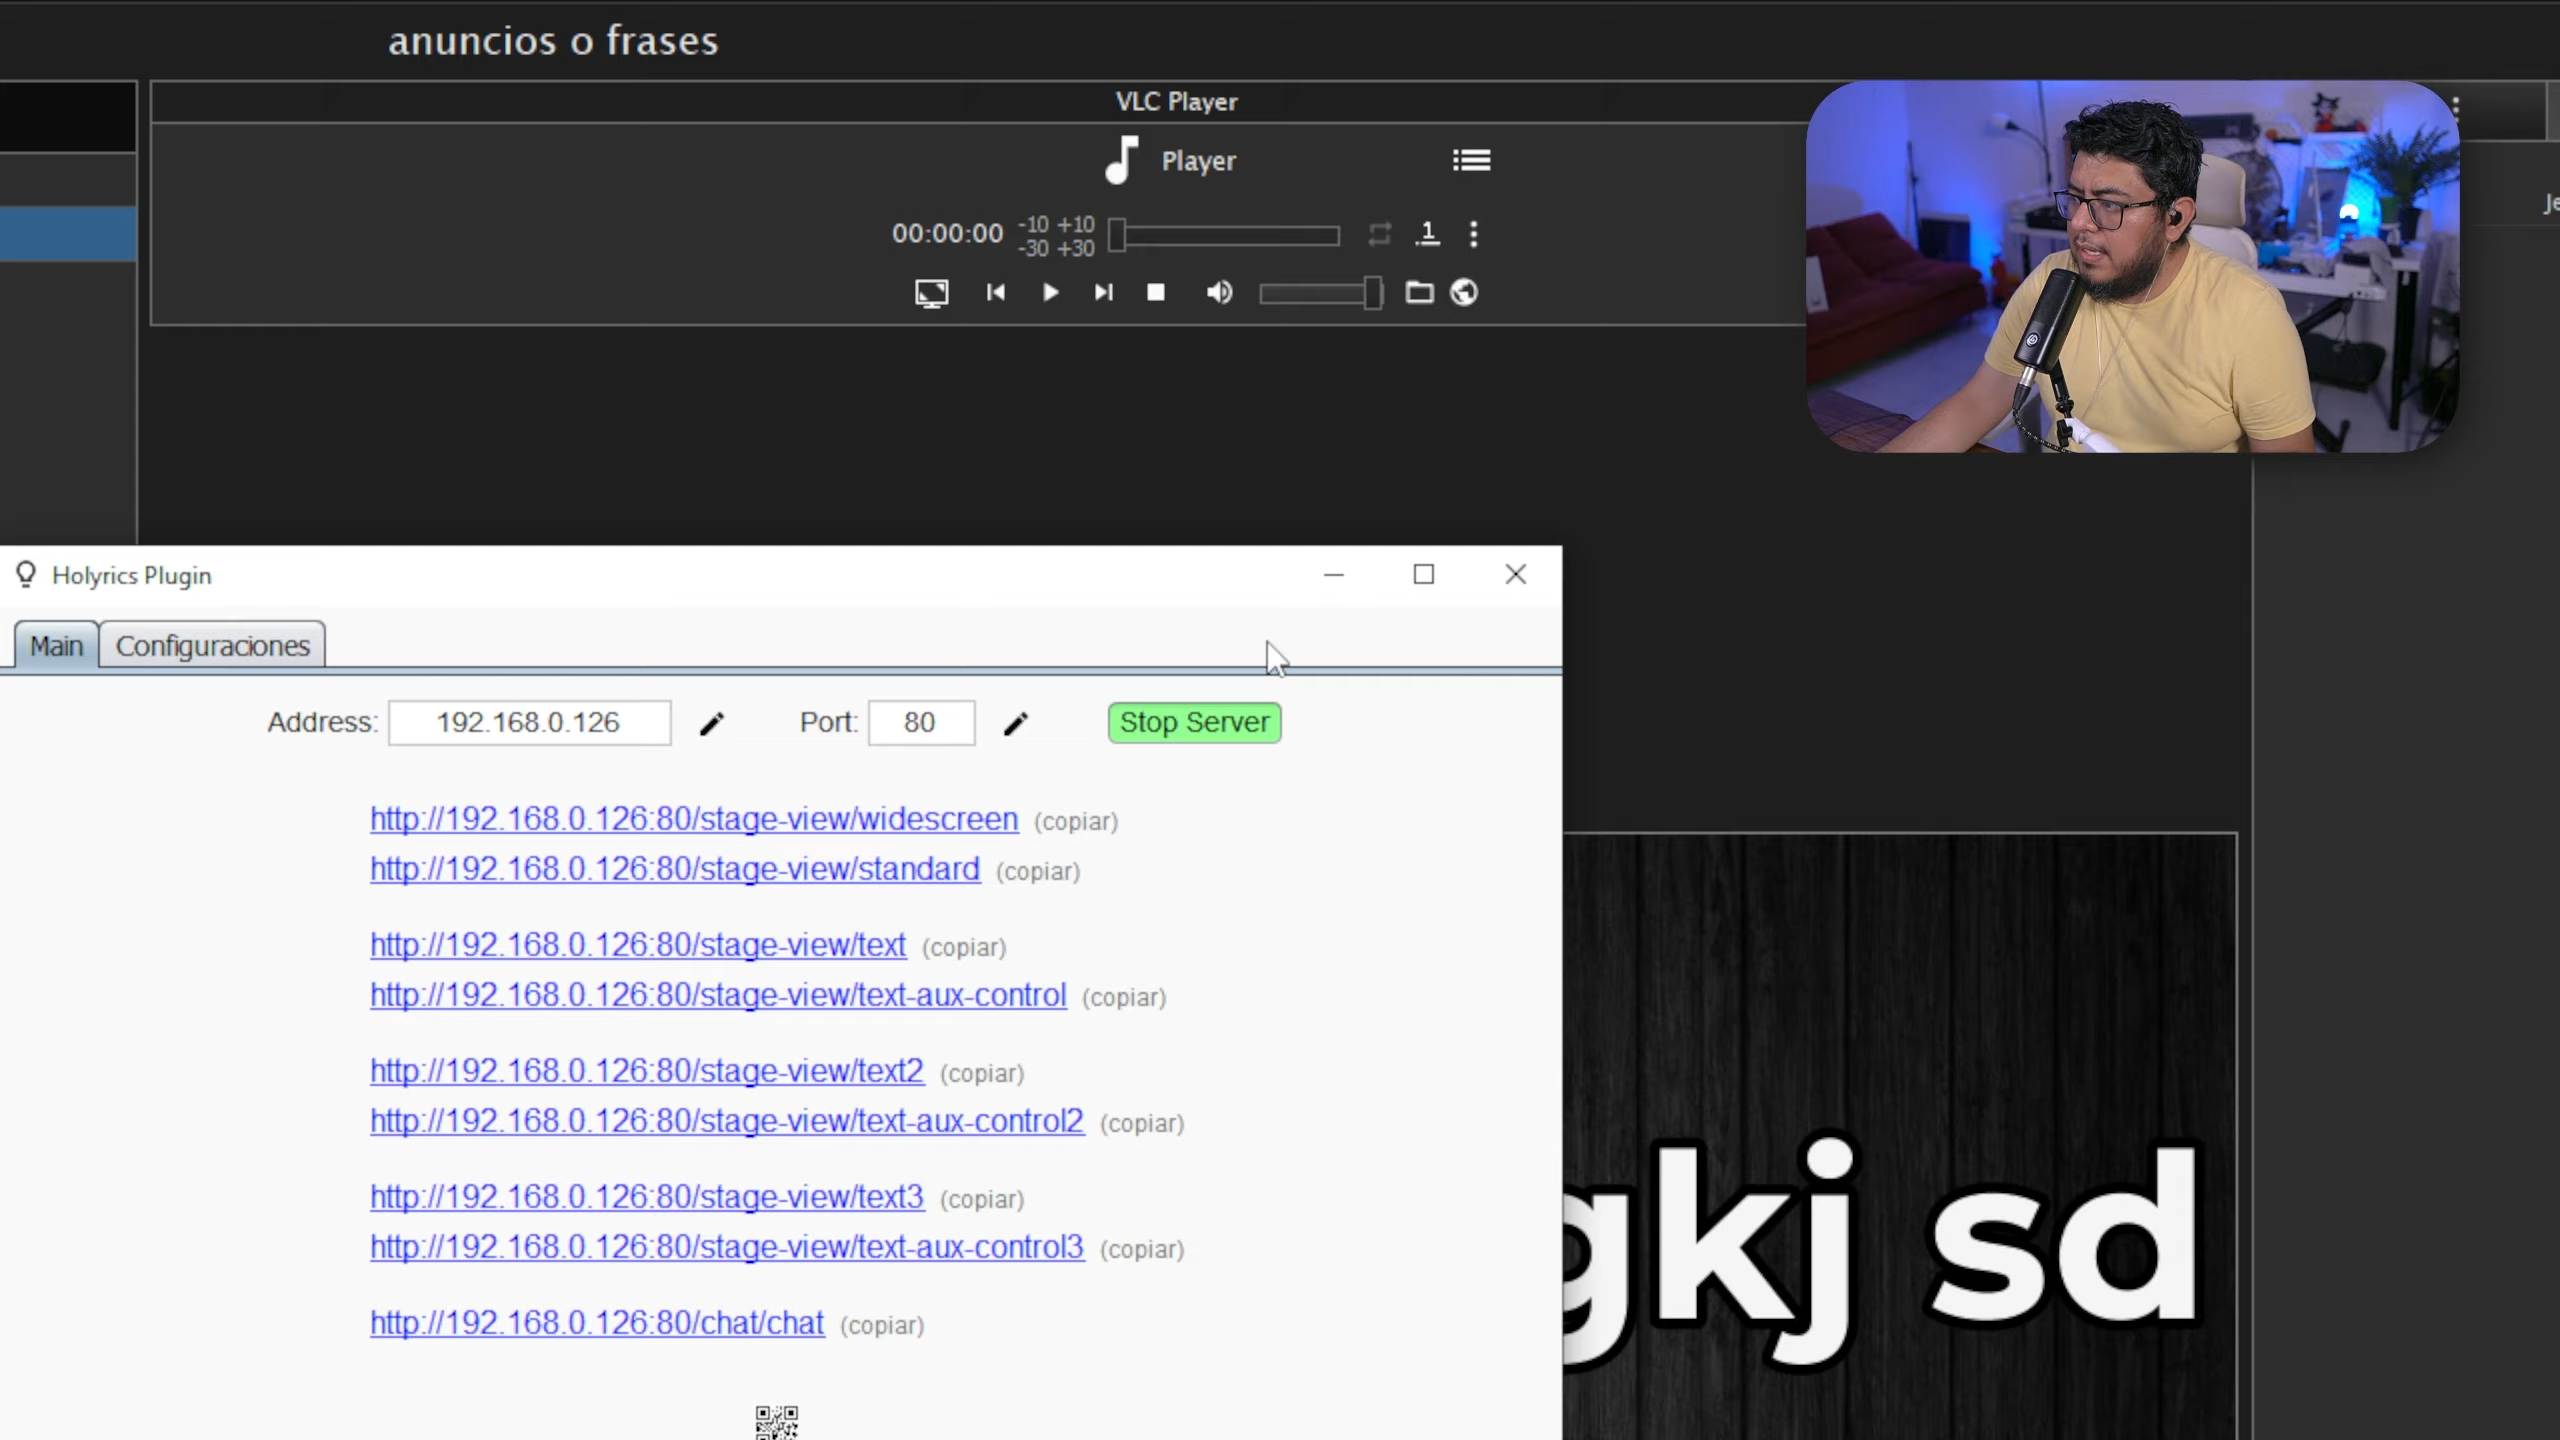 anuncios o frases
VLC Player
Player
00:00:00
-10 +10
-30 +30
1
Je
Holyrics Plugin
Main
Configuraciones
Address: 192.168.0.126
Port: 80
Stop Server
http://192.168.0.126:80/stage-view/widescreen (copiar)
http://192.168.0.126:80/stage-view/standard (copiar)
http://192.168.0.126:80/stage-view/text (copiar)
http://192.168.0.126:80/stage-view/text-aux-control (copiar)
http://192.168.0.126:80/stage-view/text2 (copiar)
http://192.168.0.126:80/stage-view/text-aux-control2 (copiar)
http://192.168.0.126:80/stage-view/text3 (copiar)
http://192.168.0.126:80/stage-view/text-aux-control3 (copiar)
http://192.168.0.126:80/chat/chat (copiar)
gkj sd